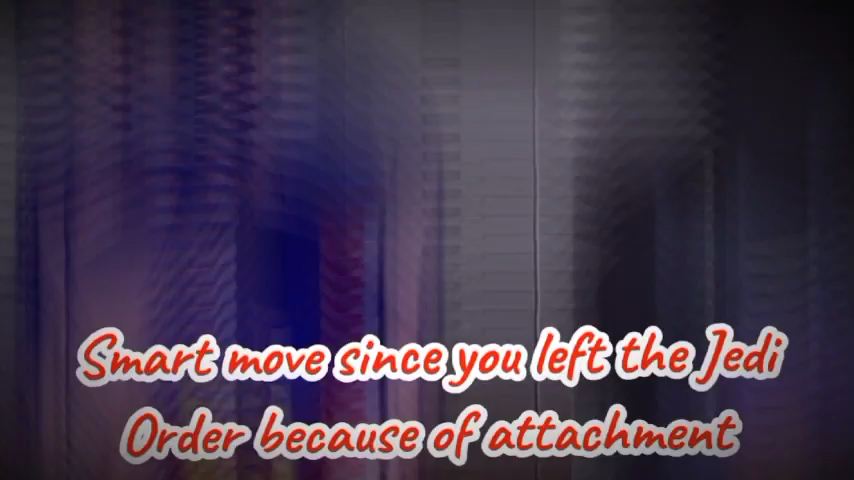 Smart move since you left the Jedi
Order because of attachment